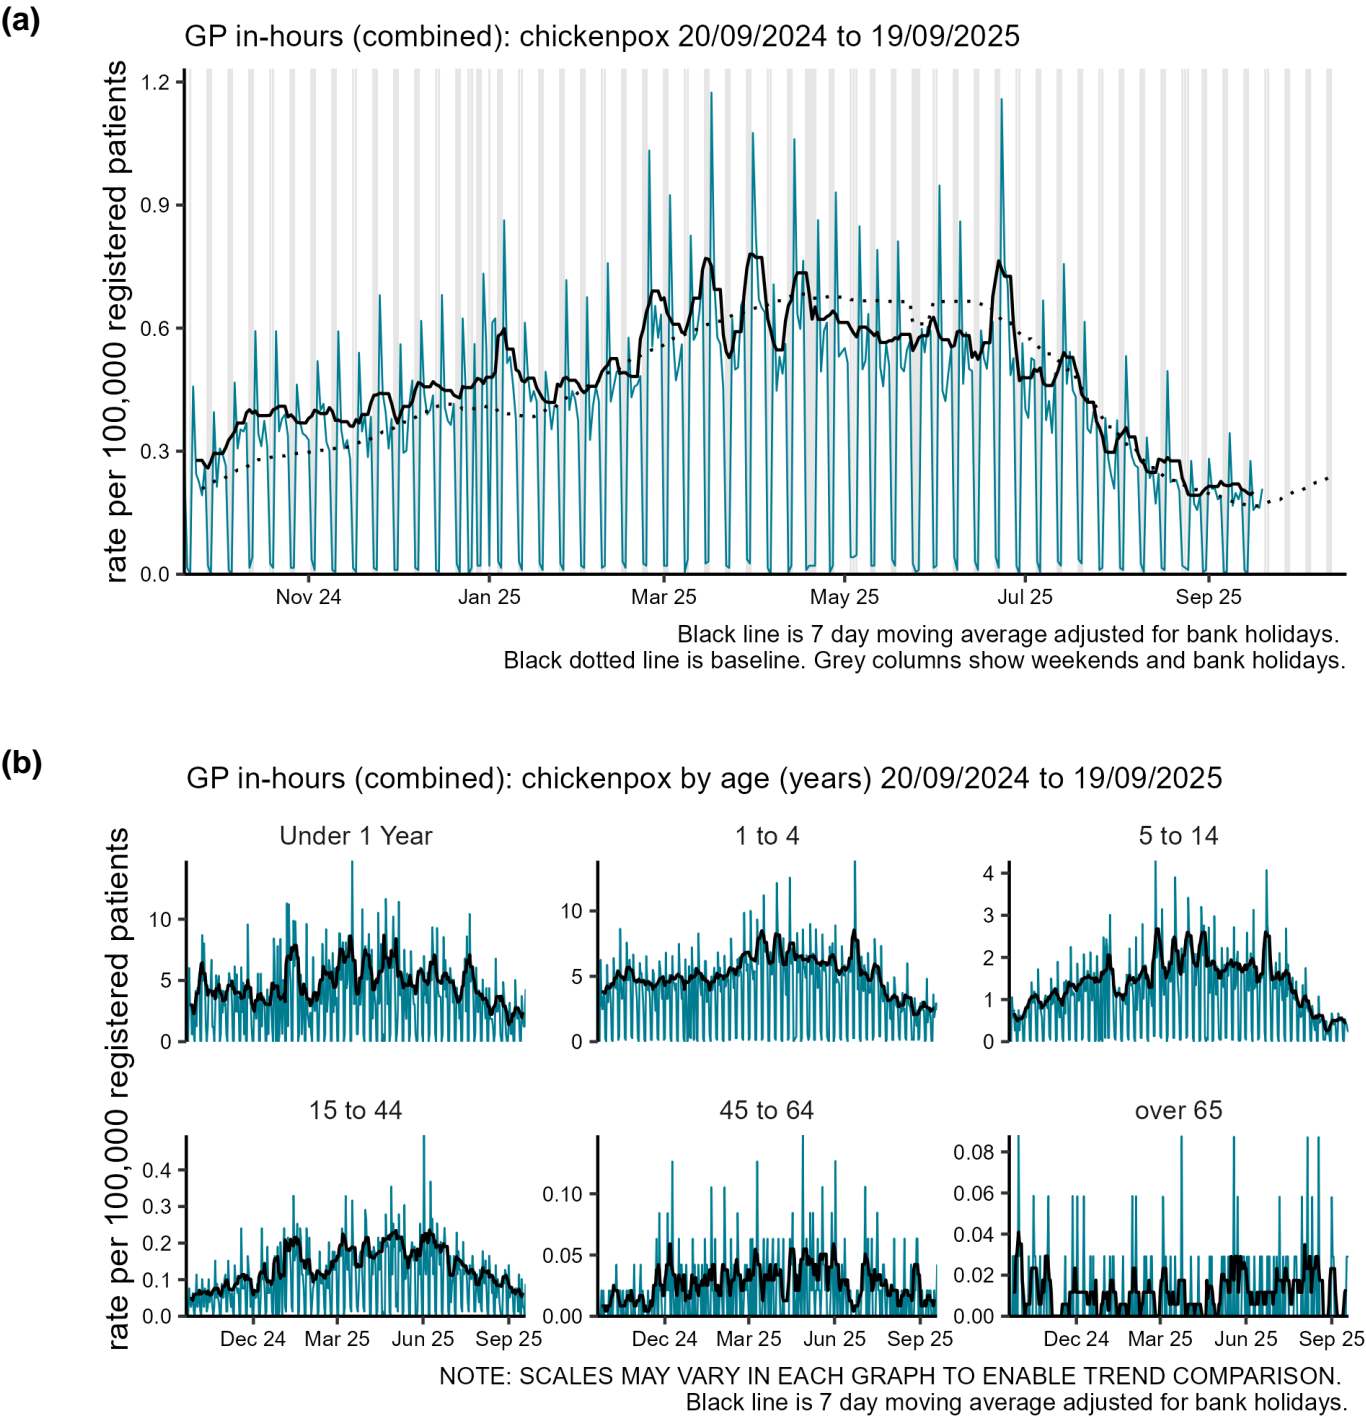 (a)
GP in-hours (combined): chickenpox 20/09/2024 to 19/09/2025
rate per 100,000 registered patients
1.2
0.9
0.6
0.3
0.0
Nov 24 Jan 25 Mar 25 May 25 Jul 25 Sep 25
Black line is 7 day moving average adjusted for bank holidays.
Black dotted line is baseline. Grey columns show weekends and bank holidays.
(b)
GP in-hours (combined): chickenpox by age (years) 20/09/2024 to 19/09/2025
rate per 100,000 registered patients
Under 1 Year
10
5
0
1 to 4
10
5
0
5 to 14
4
3
2
1
0
15 to 44
0.4
0.3
0.2
0.1
0.0
Dec 24 Mar 25 Jun 25 Sep 25
45 to 64
0.10
0.05
0.00
Dec 24 Mar 25 Jun 25 Sep 25
over 65
0.08
0.06
0.04
0.02
0.00
Dec 24 Mar 25 Jun 25 Sep 25
NOTE: SCALES MAY VARY IN EACH GRAPH TO ENABLE TREND COMPARISON.
Black line is 7 day moving average adjusted for bank holidays.